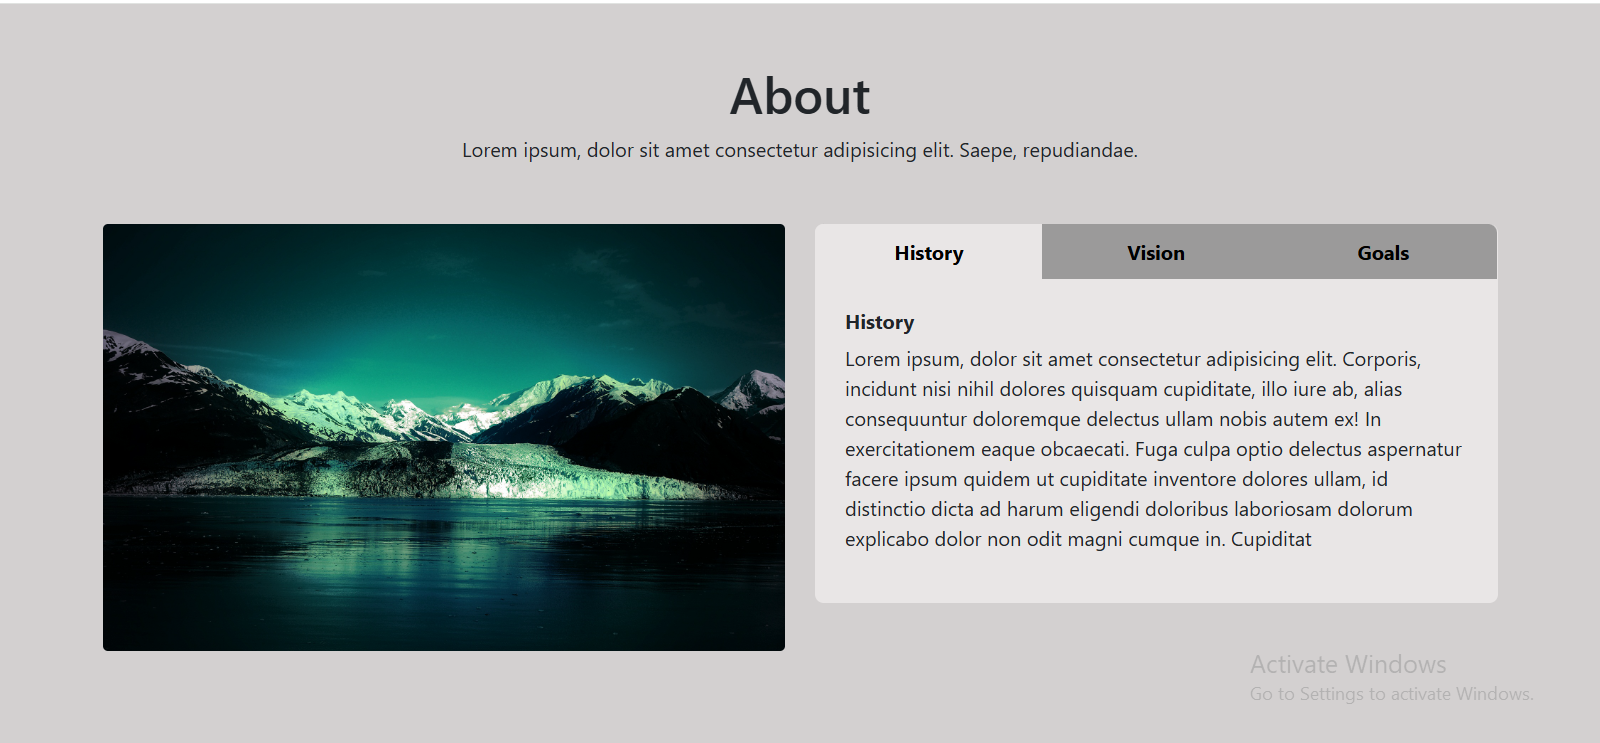 About
Lorem ipsum, dolor sit amet consectetur adipisicing elit. Saepe, repudiandae.
History
Vision
Goals
History
Lorem ipsum, dolor sit amet consectetur adipisicing elit. Corporis,
incidunt nisi nihil dolores quisquam cupiditate, illo iure ab, alias
consequuntur doloremque delectus ullam nobis autem ex! In
exercitationem eaque obcaecati. Fuga culpa optio delectus aspernatur
facere ipsum quidem ut cupiditate inventore dolores ullam, id
distinctio dicta ad harum eligendi doloribus laboriosam dolorum
explicabo dolor non odit magni cumque in. Cupiditat
Activate Windows
Go to Settings to activate Windows.